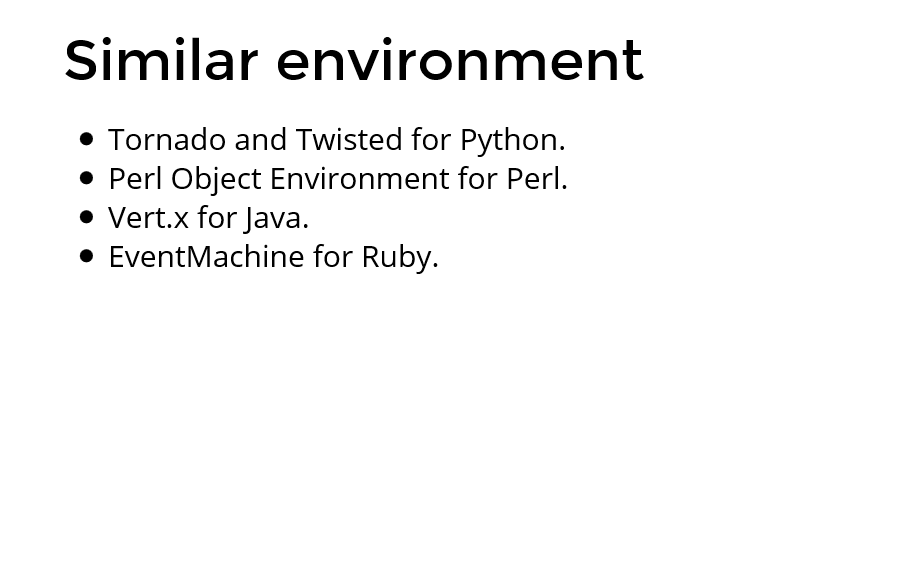 Similar environment
● Tornado and Twisted for Python.
● Perl Object Environment for Perl.
● Vert.x for Java.
● EventMachine for Ruby.